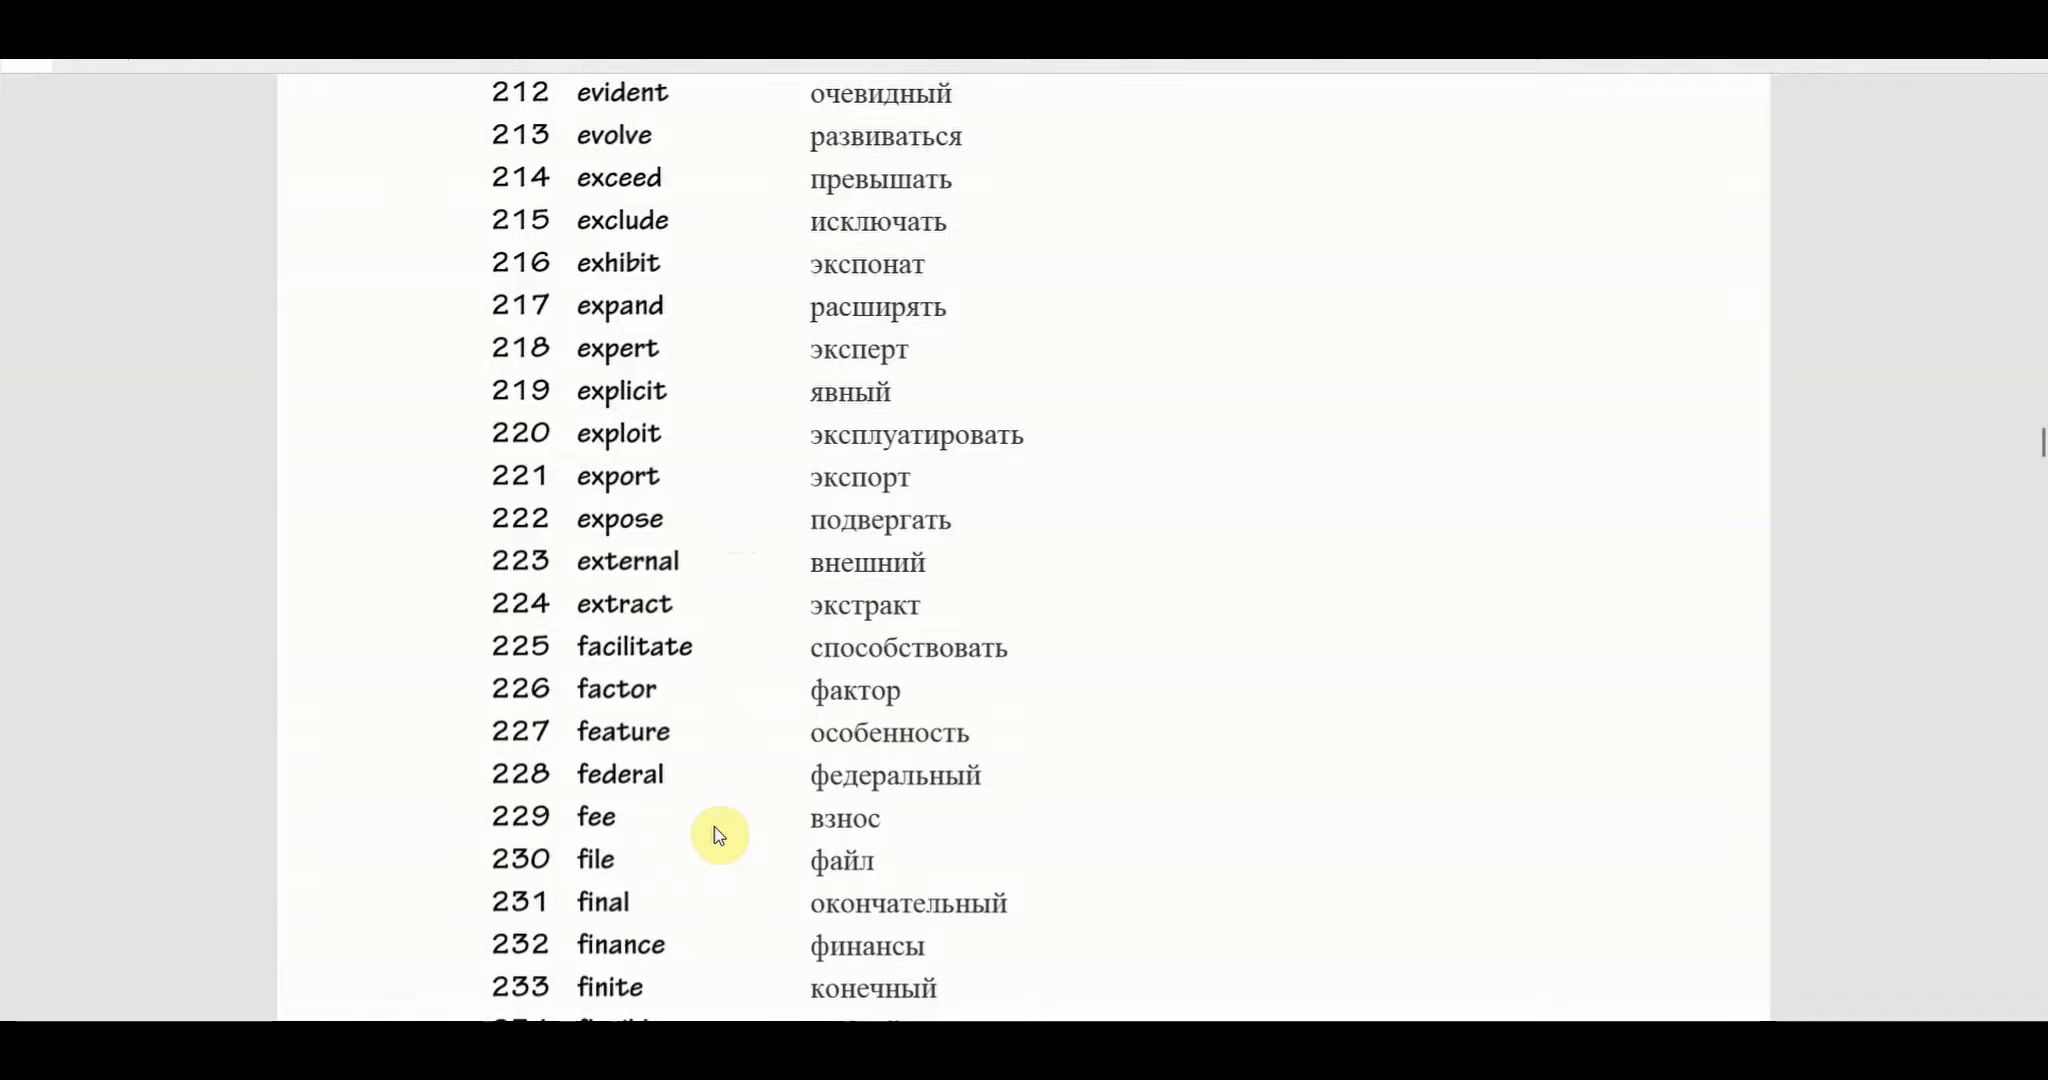 212 evident очевидный
213 evolve развиваться
214 exceed превышать
215 exclude исключать
216 exhibit экспонат
217 expand расширять
218 expert эксперт
219 explicit явный
220 exploit эксплуатировать
221 export экспорт
222 expose подвергать
223 external внешний
224 extract экстракт
225 facilitate способствовать
226 factor фактор
227 feature особенность
228 federal федеральный
229 fee взнос
230 file файл
231 final окончательный
232 finance финансы
233 finite конечный